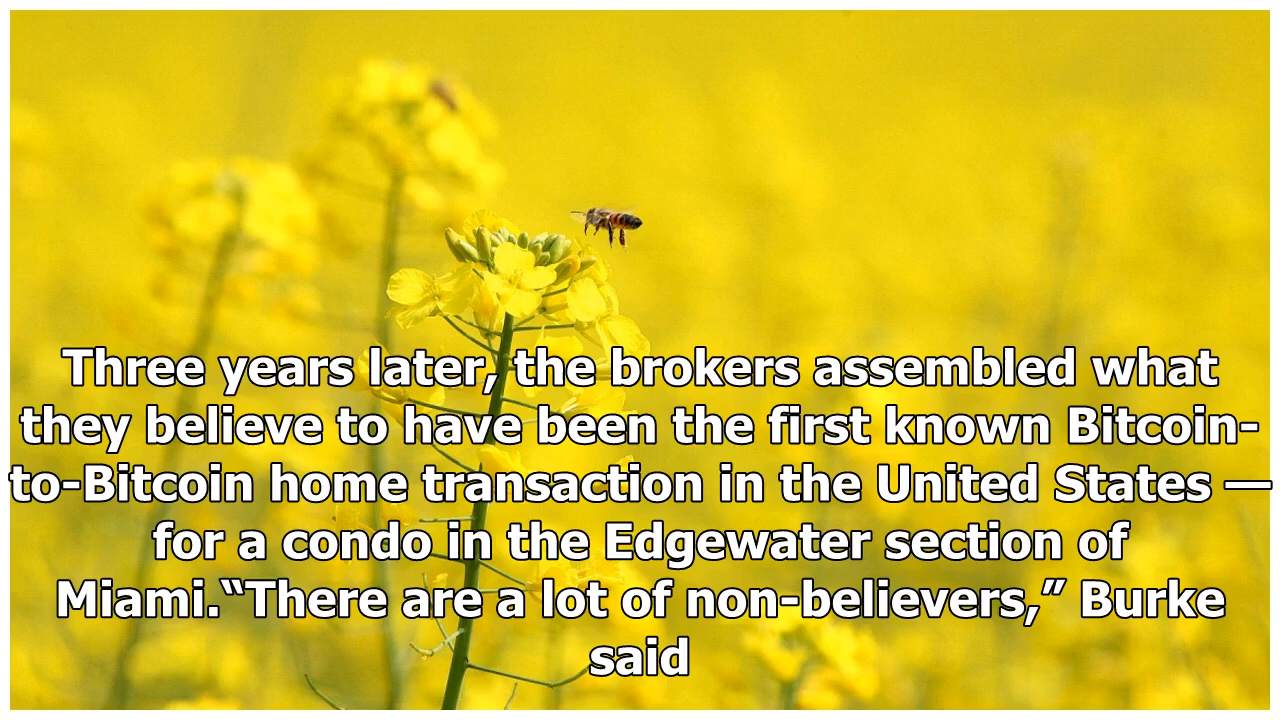 Three years later, the brokers assembled what
they believe to have been the first known Bitcoin-
to-Bitcoin home transaction in the United States —
for a condo in the Edgewater section of
Miami.“There are a lot of non-believers,” Burke
said